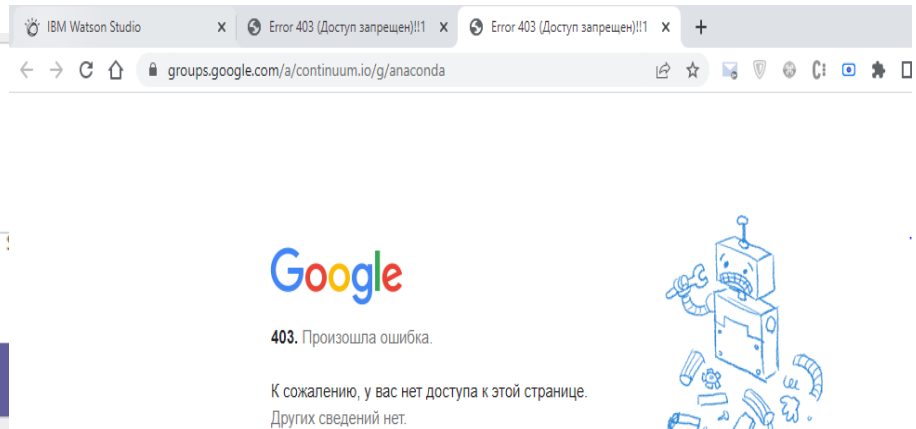 IBM Watson Studio
Error 403 (Доступ запрещен)!!1
Error 403 (Доступ запрещен)!!1
groups.google.com/a/continuum.io/g/anaconda
Google
403. Произошла ошибка.
К сожалению, у вас нет доступа к этой странице.
Других сведений нет.